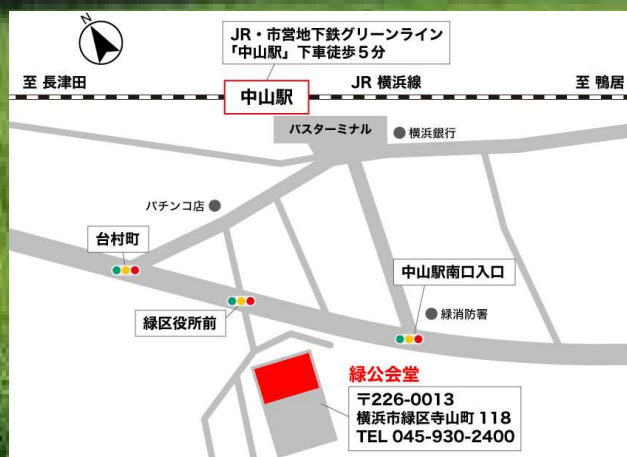 N
JR・市営地下鉄グリーンライン
「中山駅」下車徒歩5分
至 長津田
中山駅
JR 横浜線
至 鴨居
バスターミナル
横浜銀行
パチンコ店
台村町
中山駅南口入口
緑区役所前
緑消防署
緑公会堂
〒226-0013
横浜市緑区寺山町 118
TEL 045-930-2400